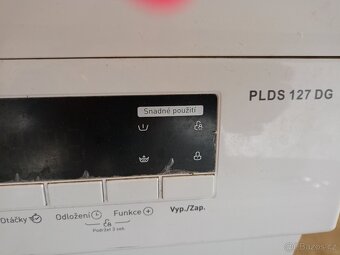 Snadné použití
PLDS 127 DG
Otáčky
Odložení
Funkce
Vyp./Zap.
Podržet 3 sek.